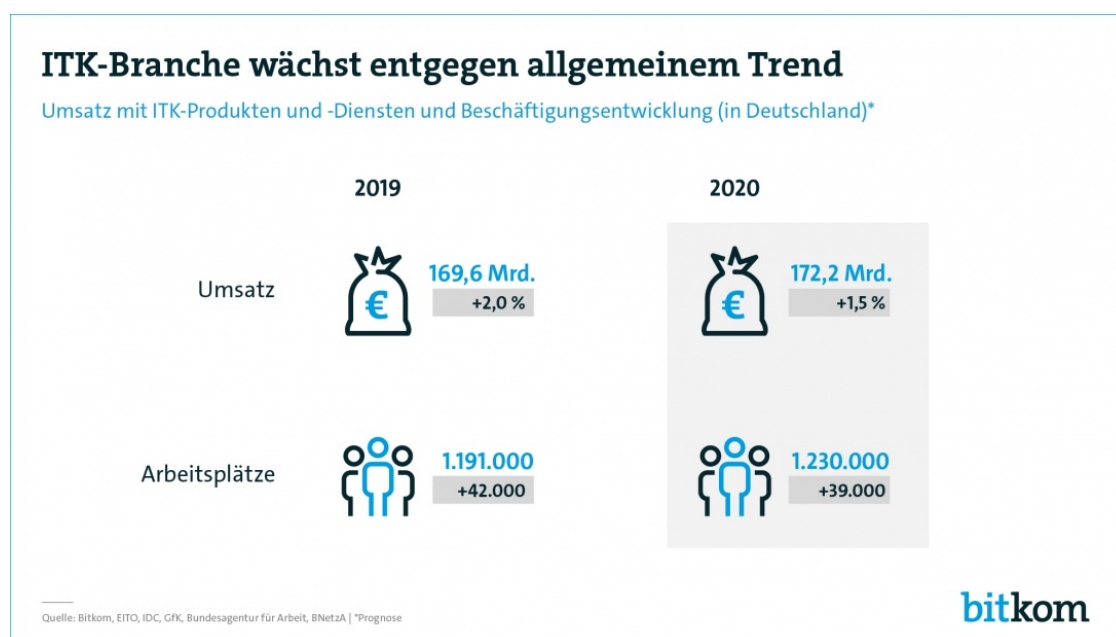 ITK-Branche wächst entgegen allgemeinem Trend
Umsatz mit ITK-Produkten und -Diensten und Beschäftigungsentwicklung (in Deutschland)*
2019 2020
Umsatz € 169,6 Mrd. € 172,2 Mrd.
+2,0 % +1,5 %
Arbeitsplätze 1.191.000 1.230.000
+42.000 +39.000
Quelle: Bitkom, EITO, IDC, GfK, Bundesagentur für Arbeit, BNetzA | *Prognose
bitkom